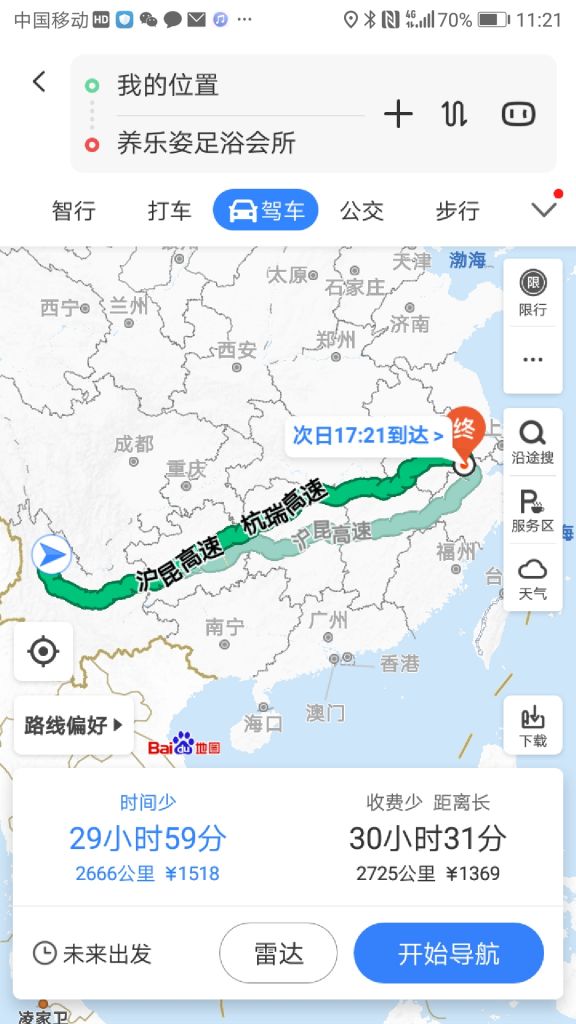 中国移动 HD 4G 70% 11:21
我的位置
养乐姿足浴会所
智行 打车 驾车 公交 步行
天津 渤海
太原 石家庄
限
限行
西宁 兰州
济南
郑州
西安
次日17:21到达 >
终
上
成都
沿途搜
重庆
杭瑞高速
服务区
沪昆高速
沪昆高速
海
福州
天气
台
广州
南宁
香港
澳门
海口
路线偏好
下载
Bai du 地图
时间少
29小时59分
2666公里 ¥1518
收费少 距离长
30小时31分
2725公里 ¥1369
未来出发
雷达
开始导航
凌家卫